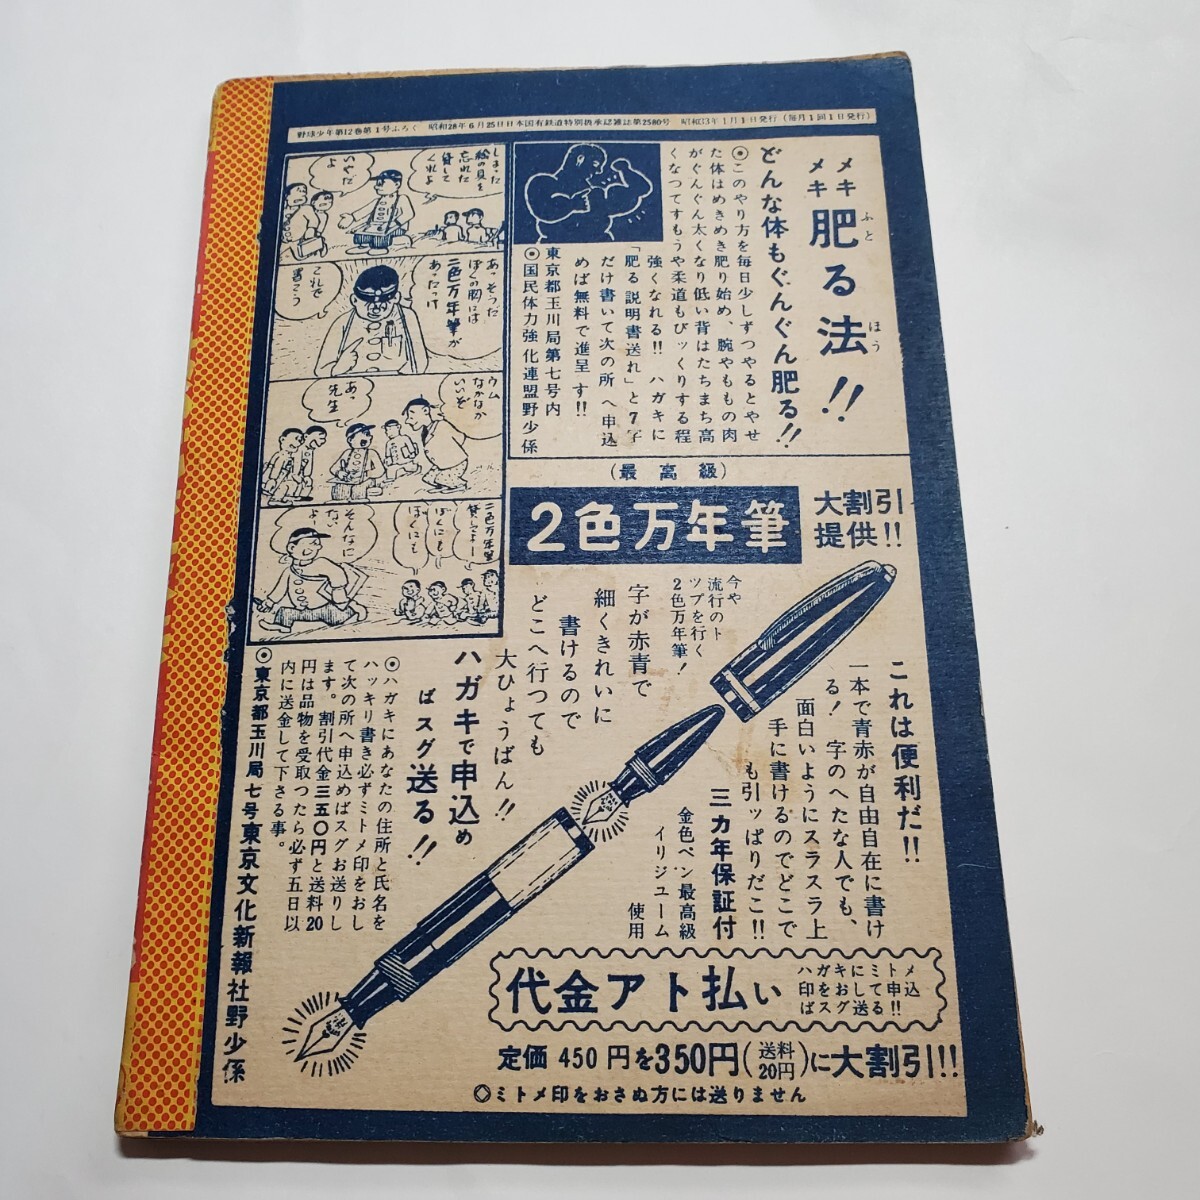 野球少年第12巻第1号ふろく 昭和28年6月25日日本国有鉄道特別扱承認雑誌第2580号 昭和33年1月1日発行(毎月1回1日発行)
メキメキ肥る法!!
ふと
ほう
どんな体もぐんぐん肥る!!
◎このやり方を毎日少しずつやるとやせ
た体はめきめき肥り始め、腕やももの肉
がぐんぐん太くなり低い背はたちまち高
くなつてすもうや柔道もびっくりする程
強くなれる!! ハガキに
「肥る説明書送れ」と7字
だけ書いて次の所へ申込
めば無料で進呈す!!
東京都玉川局第七号内
◎国民体力強化連盟野少係
しまった
絵の具を
忘れた
貸して
くれよ
いやだ
よ
あ、そうだ
ぼくの胸には
二色万年筆が
あったっけ
これで
書こう
ウム
なかなか
いいぞ
あ、
先生
二色万年筆
貸してよー
ぼくにも
ぼくにも
そんなに
ないよ
(最高級)
2色万年筆
大割引
提供!!
これは便利だ!!
一本で青赤が自由自在に書け
る! 字のへたな人でも、
面白いようにスラスラ上
手に書けるのでどこで
も引ッぱりだこ!!
三カ年保証付
金色ペン最高級
イリジューム
使用
今や
流行のト
ップを行く
2色万年筆!
字が赤青で
細くきれいに
書けるので
どこへ行つても
大ひょうばん!!
ハガキで申込め
ばスグ送る!!
◎ハガキにあなたの住所と氏名を
ハッキリ書き必ずミトメ印をおし
て次の所へ申込めばスグお送りし
ます。割引代金三五〇円と送料20
円は品物を受取つたら必ず五日以
内に送金して下さる事。
◎東京都玉川局七号東京文化新報社野少係
代金アト払い
ハガキにミトメ
印をおして申込
ばスグ送る!!
定価 450円を350円(送料20円)に大割引!!
◎ミトメ印をおさぬ方には送りません